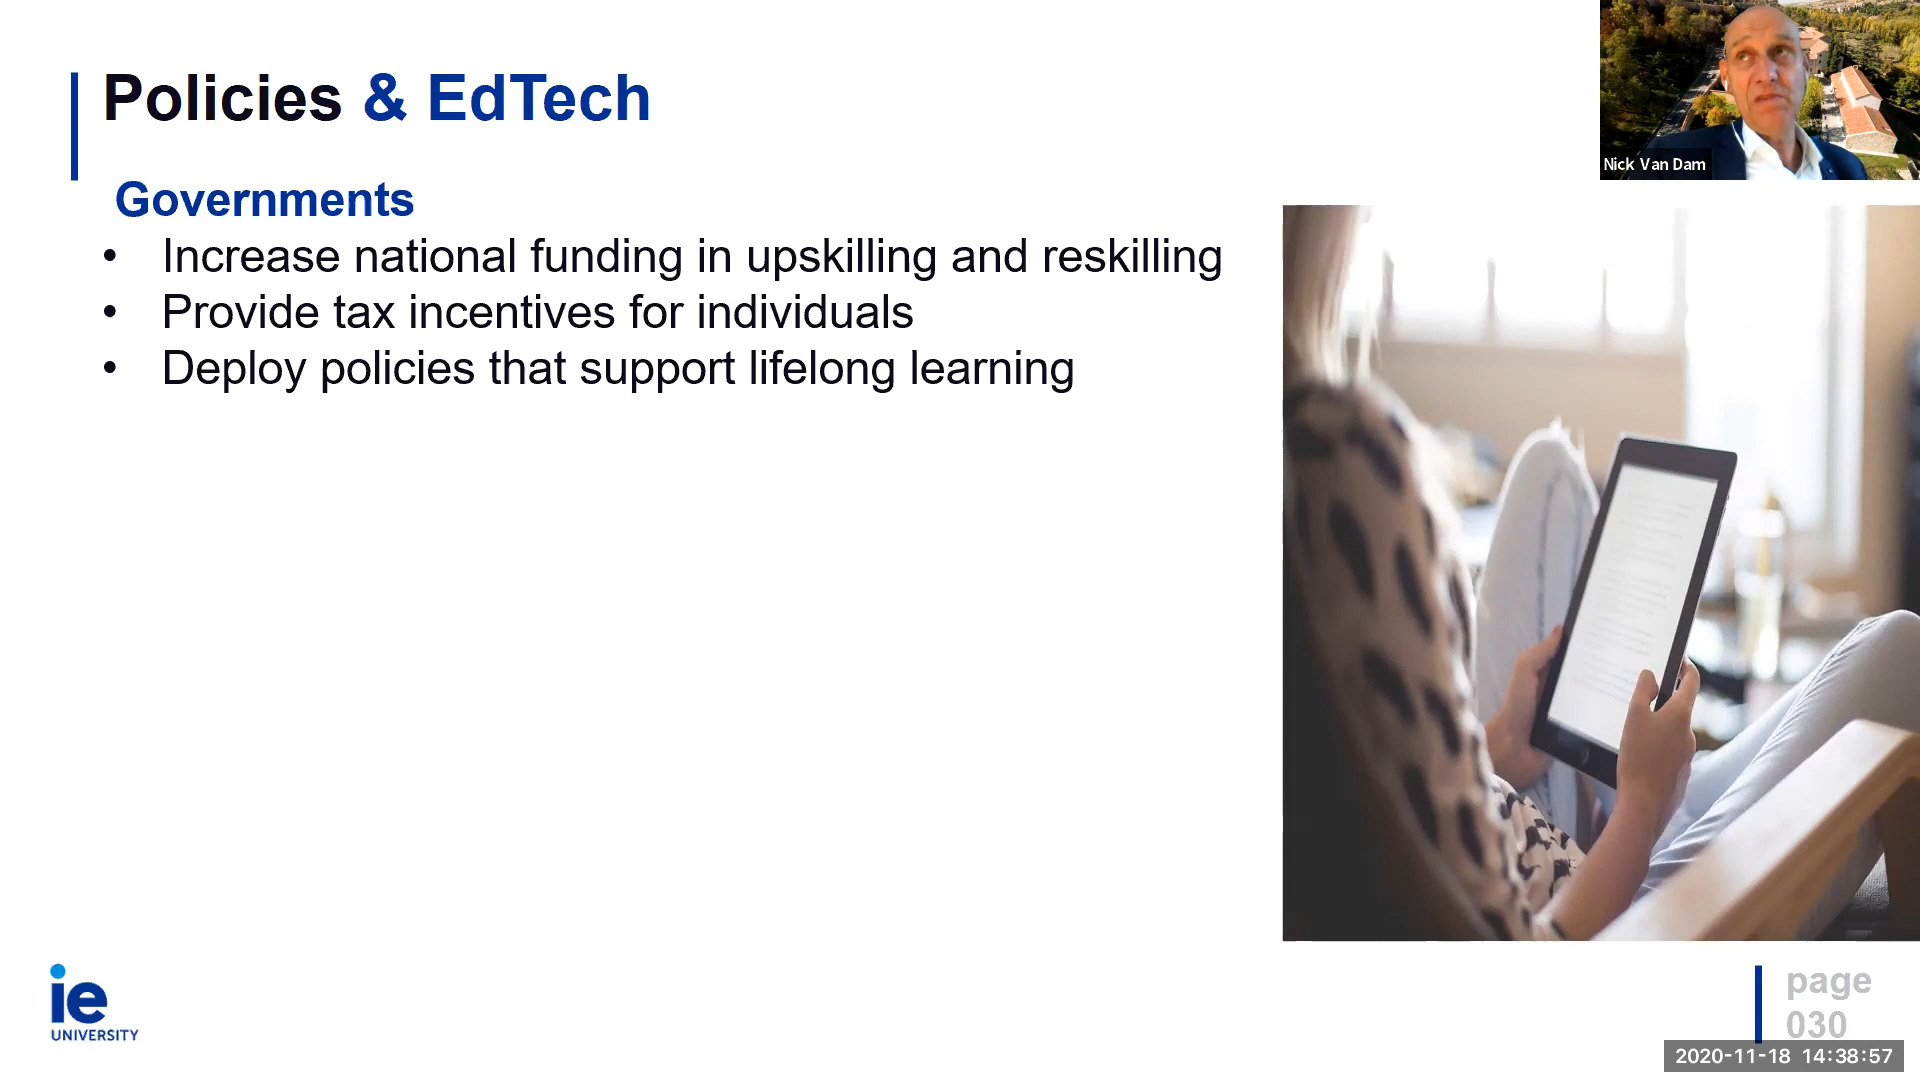 Policies & EdTech
Nick Van Dam
Governments
• Increase national funding in upskilling and reskilling
• Provide tax incentives for individuals
• Deploy policies that support lifelong learning
ie
UNIVERSITY
page
030
2020-11-18 14:38:57